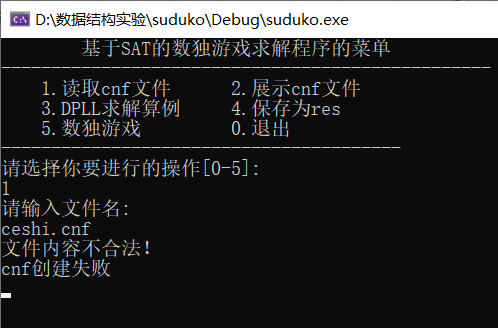 D:\数据结构实验\suduko\Debug\suduko.exe
基于SAT的数独游戏求解程序的菜单
-------------------------------------------------
1.读取cnf文件 2.展示cnf文件
3.DPLL求解算例 4.保存为res
5.数独游戏 0.退出
----------------------------------------
请选择你要进行的操作[0-5]:
1
请输入文件名:
ceshi.cnf
文件内容不合法!
cnf创建失败